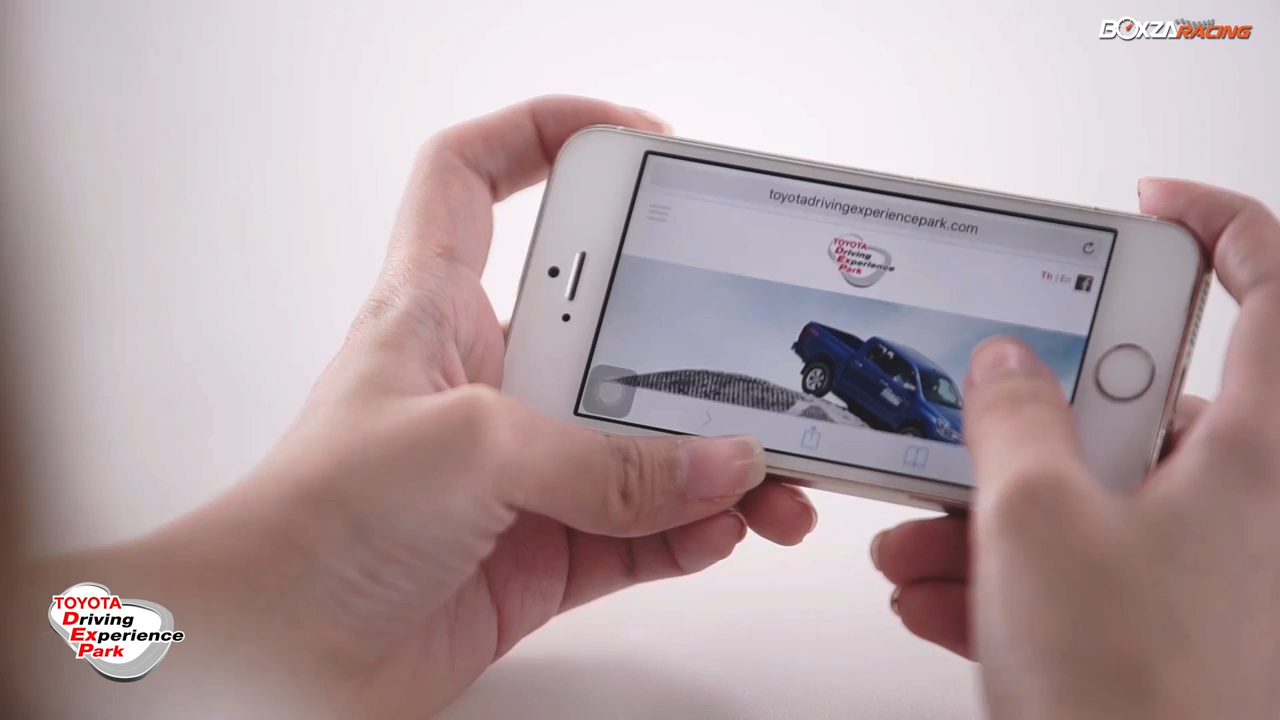 BOXZA RACING
toyotadrivingexperiencepark.com
TOYOTA
Driving
Experience
Park
Th | En
TOYOTA
Driving
Experience
Park